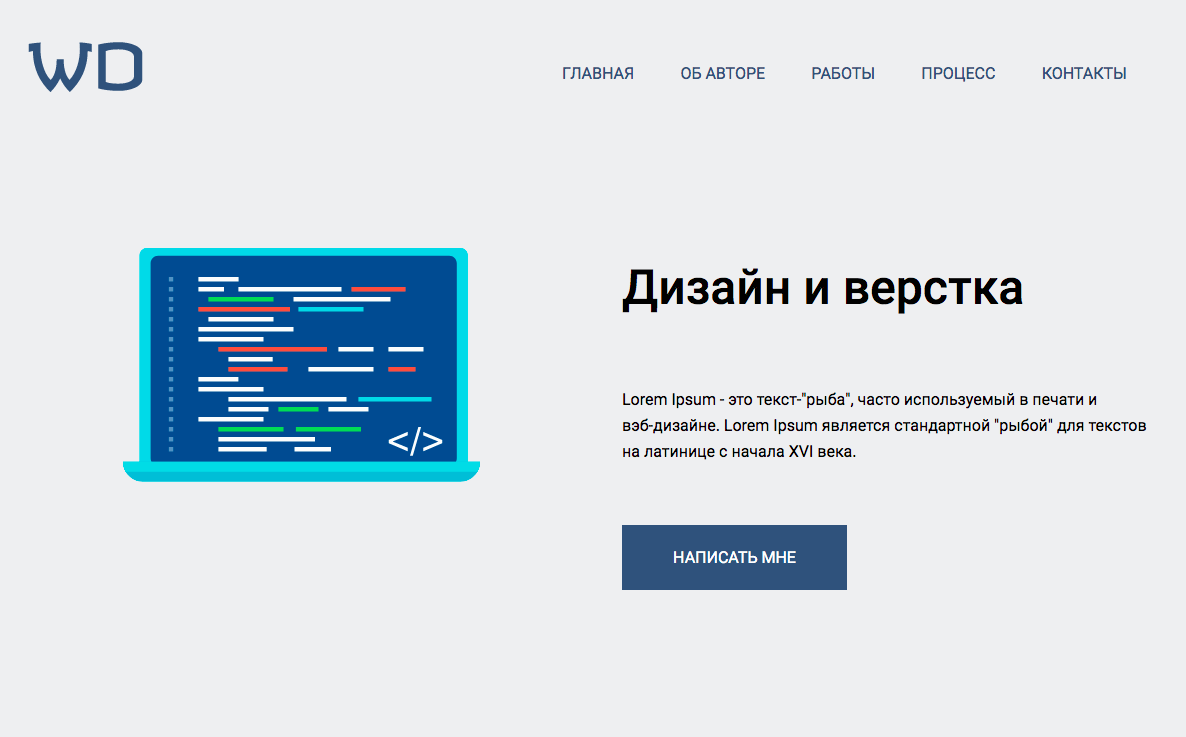 WD
ГЛАВНАЯ ОБ АВТОРЕ РАБОТЫ ПРОЦЕСС КОНТАКТЫ
</>
Дизайн и верстка
Lorem Ipsum - это текст-"рыба", часто используемый в печати и
вэб-дизайне. Lorem Ipsum является стандартной "рыбой" для текстов
на латинице с начала XVI века.
НАПИСАТЬ МНЕ